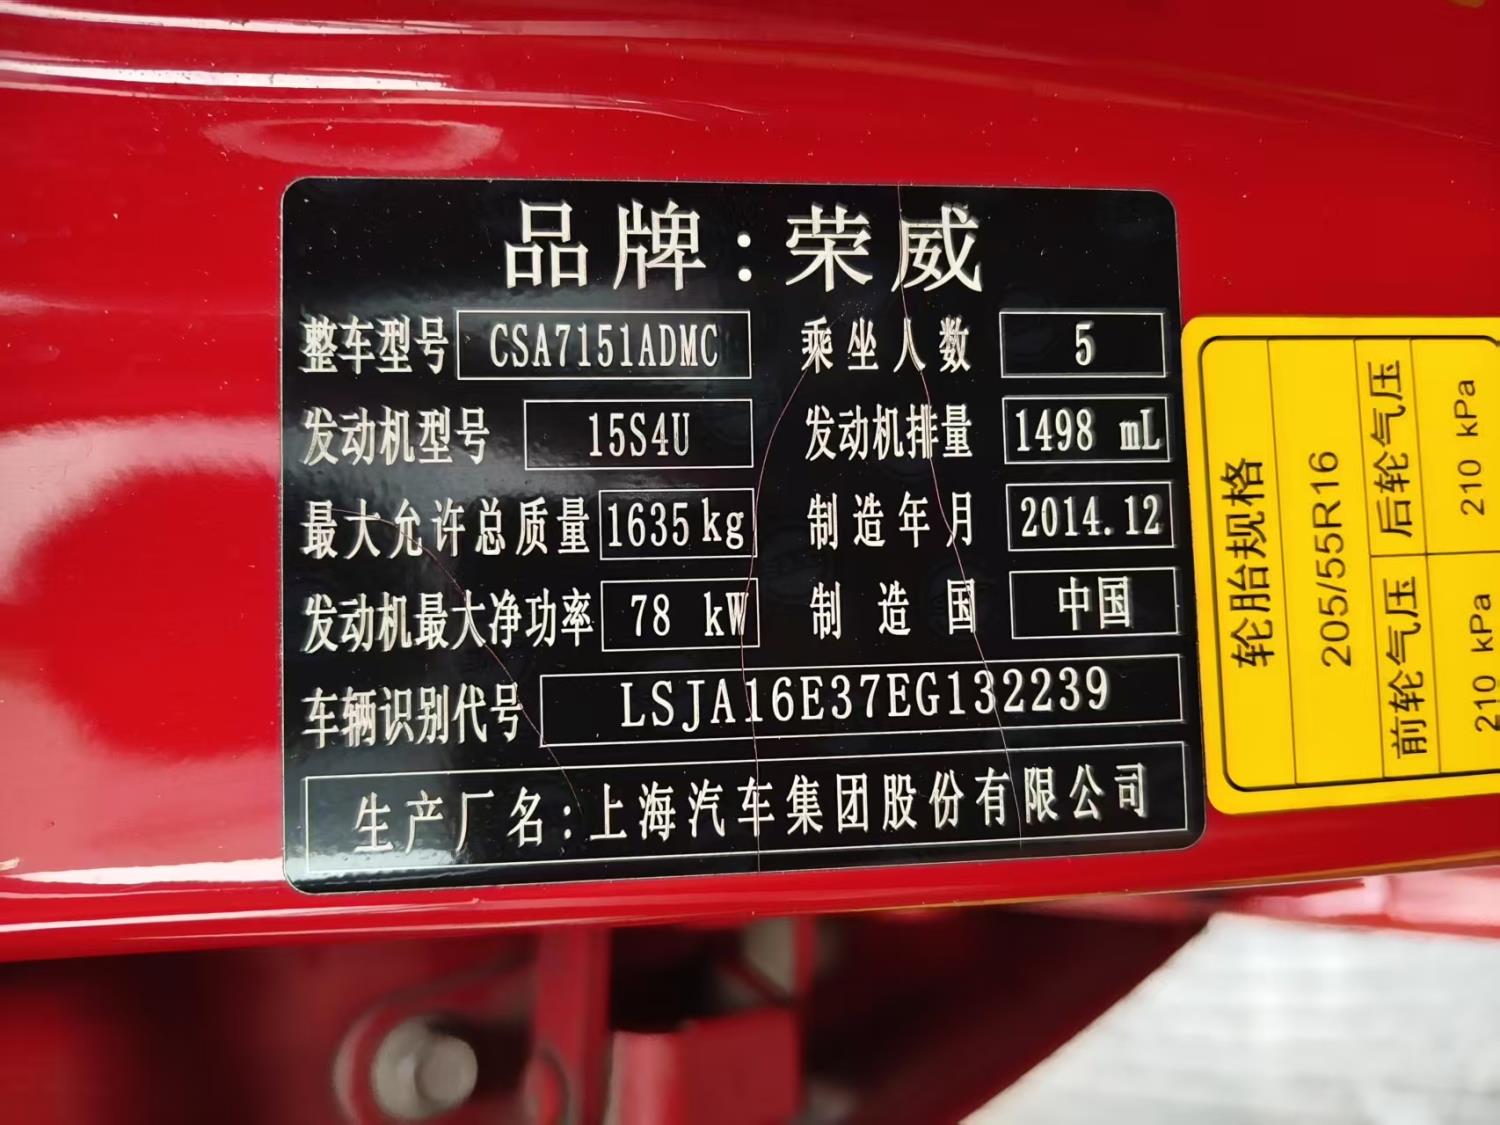 品牌：荣威
整车型号 CSA7151ADMC 乘坐人数 5
发动机型号 15S4U 发动机排量 1498 mL
最大允许总质量 1635 kg 制造年月 2014.12
发动机最大净功率 78 kW 制造国 中国
车辆识别代号 LSJA16E37EG132239
生产厂名：上海汽车集团股份有限公司
轮胎规格
205/55R16
前轮气压 后轮气压
210 kPa 210 kPa